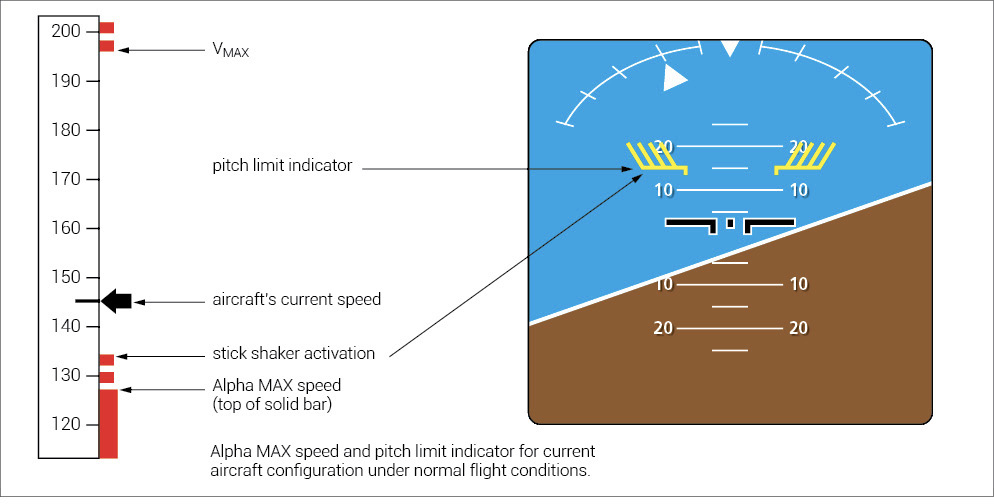 200
190
180
170
160
150
140
130
120
V_MAX
pitch limit indicator
aircraft's current speed
stick shaker activation
Alpha MAX speed
(top of solid bar)
20 20
10 10
10 10
20 20
Alpha MAX speed and pitch limit indicator for current
aircraft configuration under normal flight conditions.